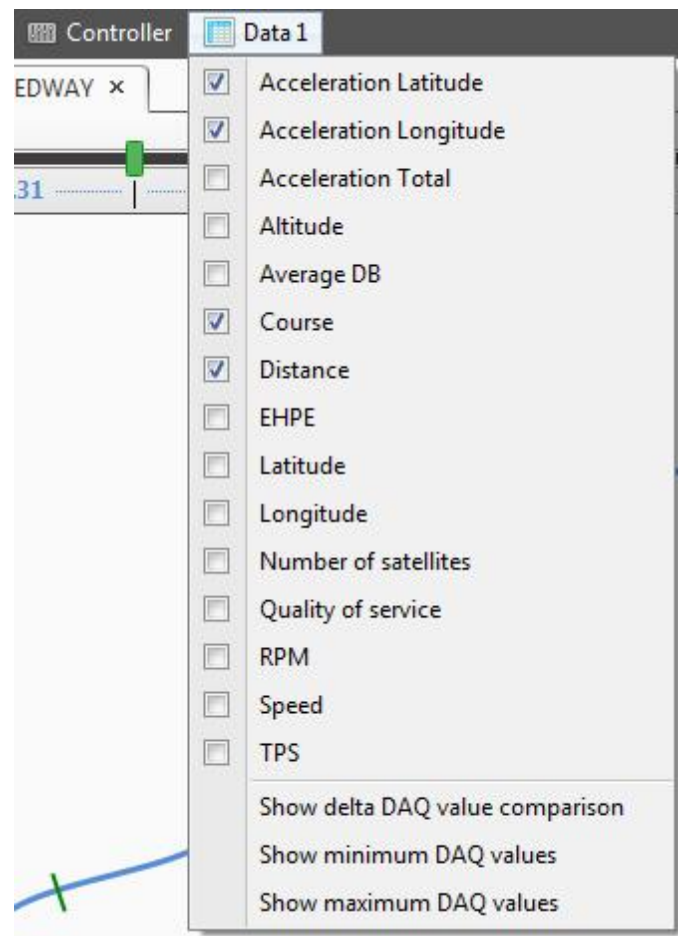 Controller
Data 1
EDWAY ×
.31
Acceleration Latitude
Acceleration Longitude
Acceleration Total
Altitude
Average DB
Course
Distance
EHPE
Latitude
Longitude
Number of satellites
Quality of service
RPM
Speed
TPS
Show delta DAQ value comparison
Show minimum DAQ values
Show maximum DAQ values